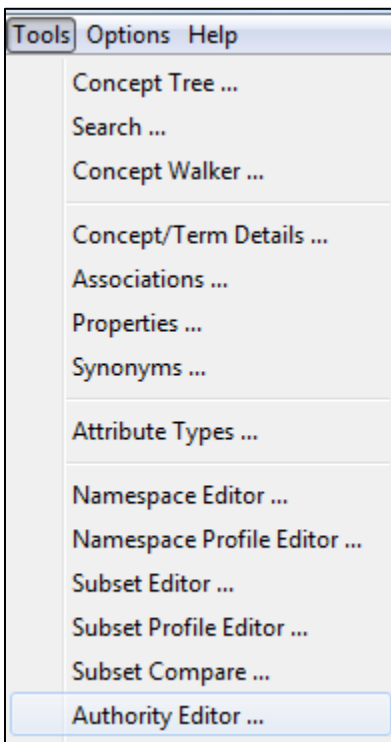 Tools Options Help
Concept Tree ...
Search ...
Concept Walker ...
Concept/Term Details ...
Associations ...
Properties ...
Synonyms ...
Attribute Types ...
Namespace Editor ...
Namespace Profile Editor ...
Subset Editor ...
Subset Profile Editor ...
Subset Compare ...
Authority Editor ...